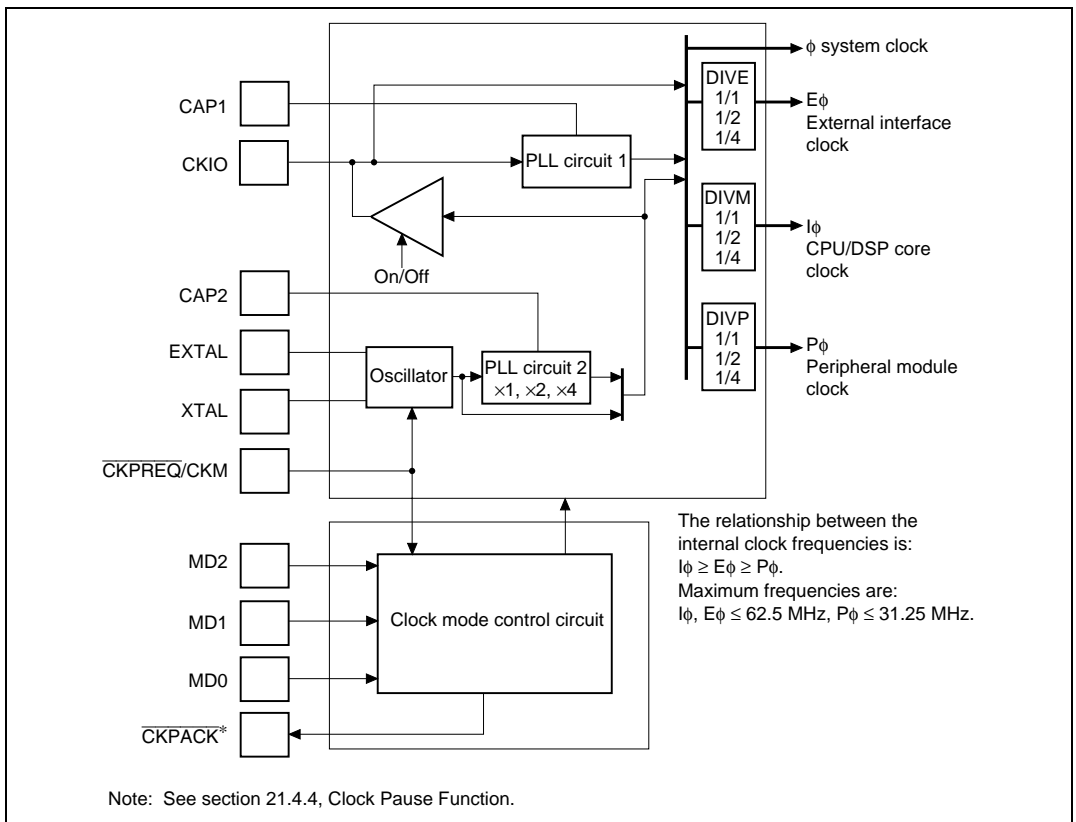 CAP1
CKIO
CAP2
EXTAL
XTAL
CKPREQ/CKM
MD2
MD1
MD0
CKPACK*
PLL circuit 1
On/Off
Oscillator
PLL circuit 2
×1, ×2, ×4
Clock mode control circuit
DIVE
1/1
1/2
1/4
DIVM
1/1
1/2
1/4
DIVP
1/1
1/2
1/4
ϕ system clock
Eϕ
External interface
clock
Iϕ
CPU/DSP core
clock
Pϕ
Peripheral module
clock
The relationship between the
internal clock frequencies is:
Iϕ ≥ Eϕ ≥ Pϕ.
Maximum frequencies are:
Iϕ, Eϕ ≤ 62.5 MHz, Pϕ ≤ 31.25 MHz.
Note: See section 21.4.4, Clock Pause Function.